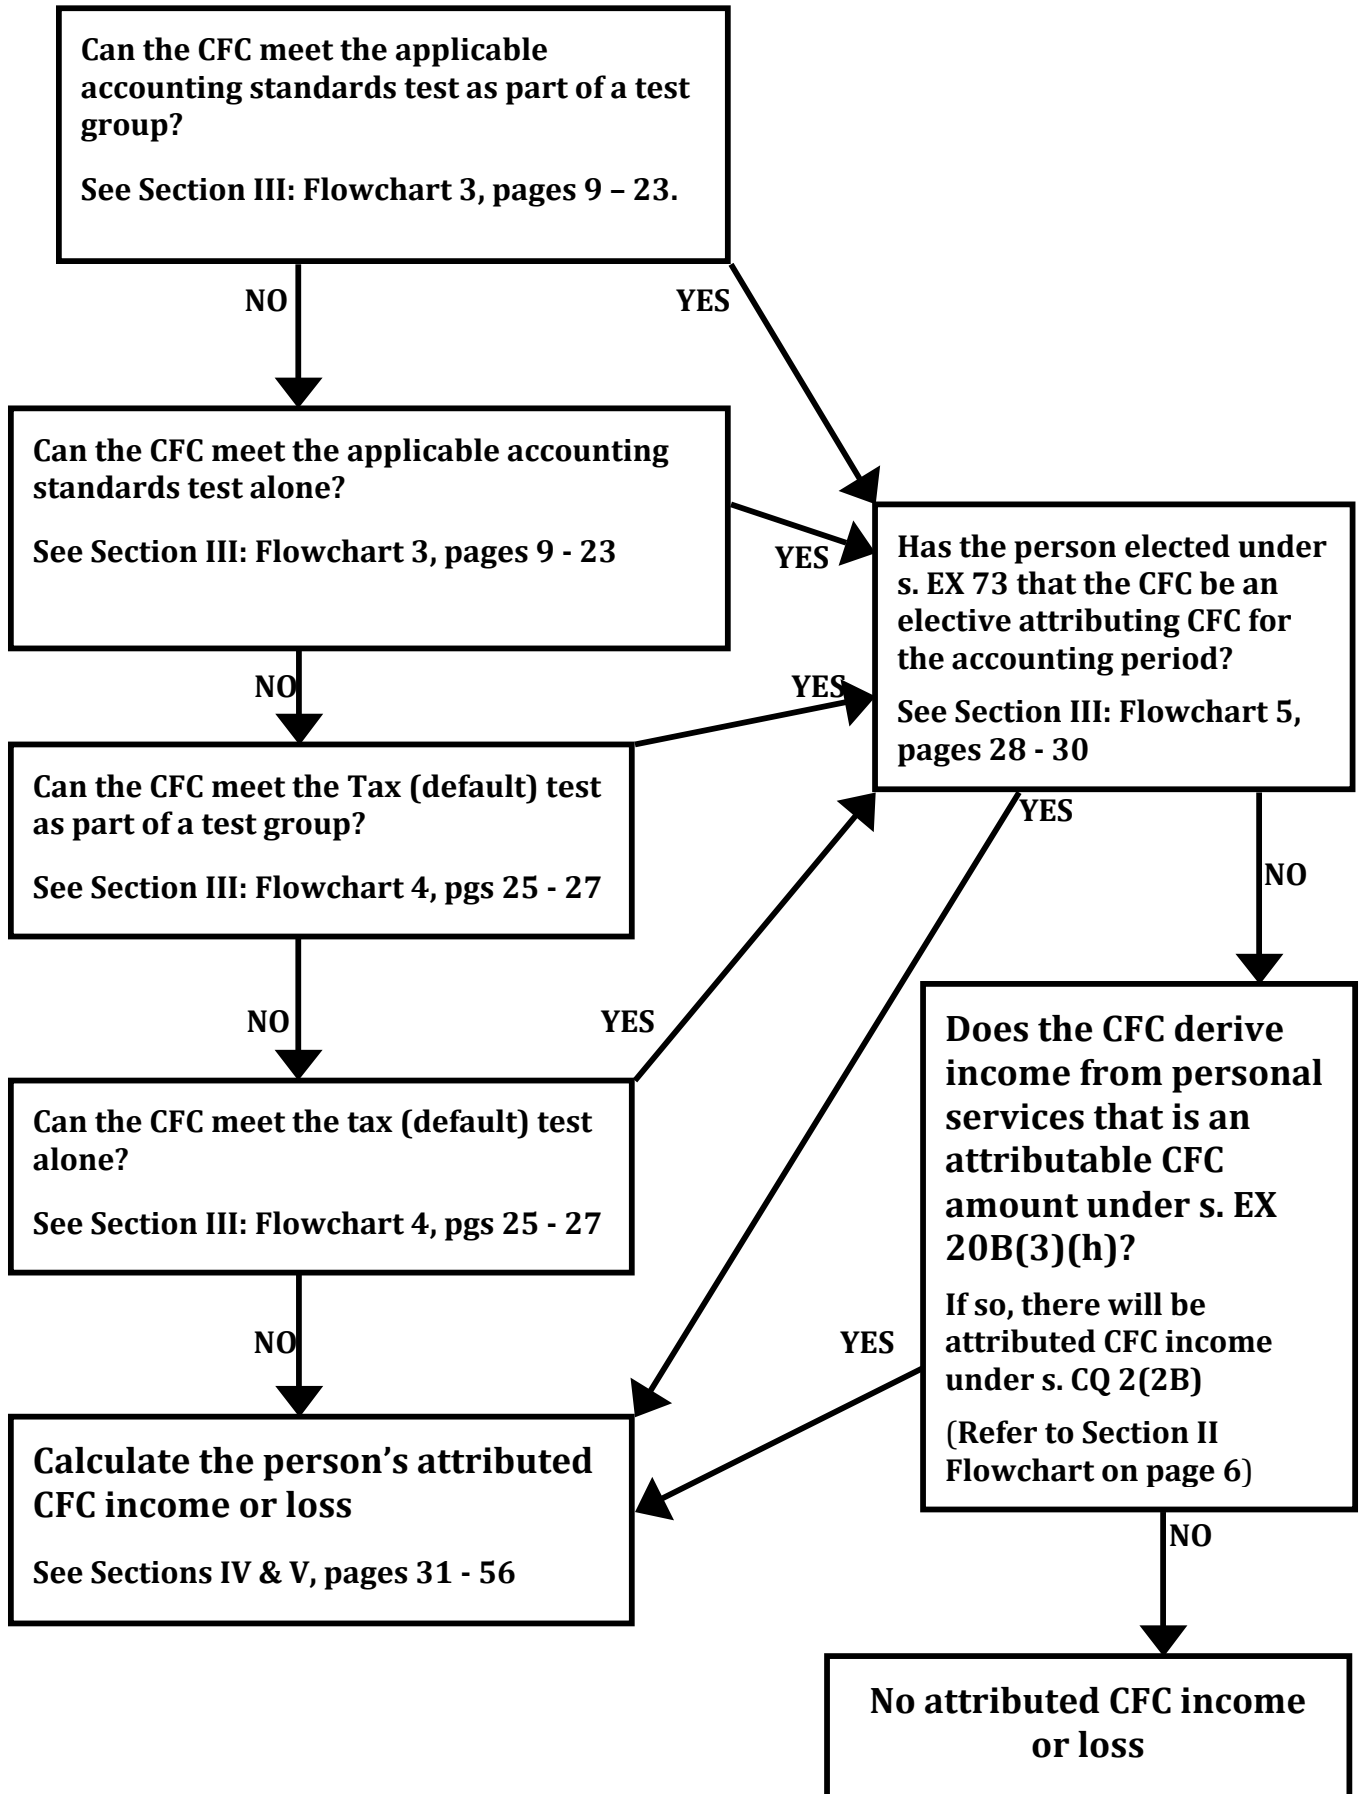 Can the CFC meet the applicable
accounting standards test as part of a test
group?
See Section III: Flowchart 3, pages 9 – 23.
NO
YES
Can the CFC meet the applicable accounting
standards test alone?
See Section III: Flowchart 3, pages 9 - 23
YES
Has the person elected under
s. EX 73 that the CFC be an
elective attributing CFC for
the accounting period?
See Section III: Flowchart 5,
pages 28 - 30
NO
YES
Can the CFC meet the Tax (default) test
as part of a test group?
See Section III: Flowchart 4, pgs 25 - 27
YES
NO
NO
YES
Does the CFC derive
income from personal
services that is an
attributable CFC
amount under s. EX
20B(3)(h)?
If so, there will be
attributed CFC income
under s. CQ 2(2B)
(Refer to Section II
Flowchart on page 6)
Can the CFC meet the tax (default) test
alone?
See Section III: Flowchart 4, pgs 25 - 27
NO
YES
Calculate the person’s attributed
CFC income or loss
See Sections IV & V, pages 31 - 56
NO
No attributed CFC income
or loss